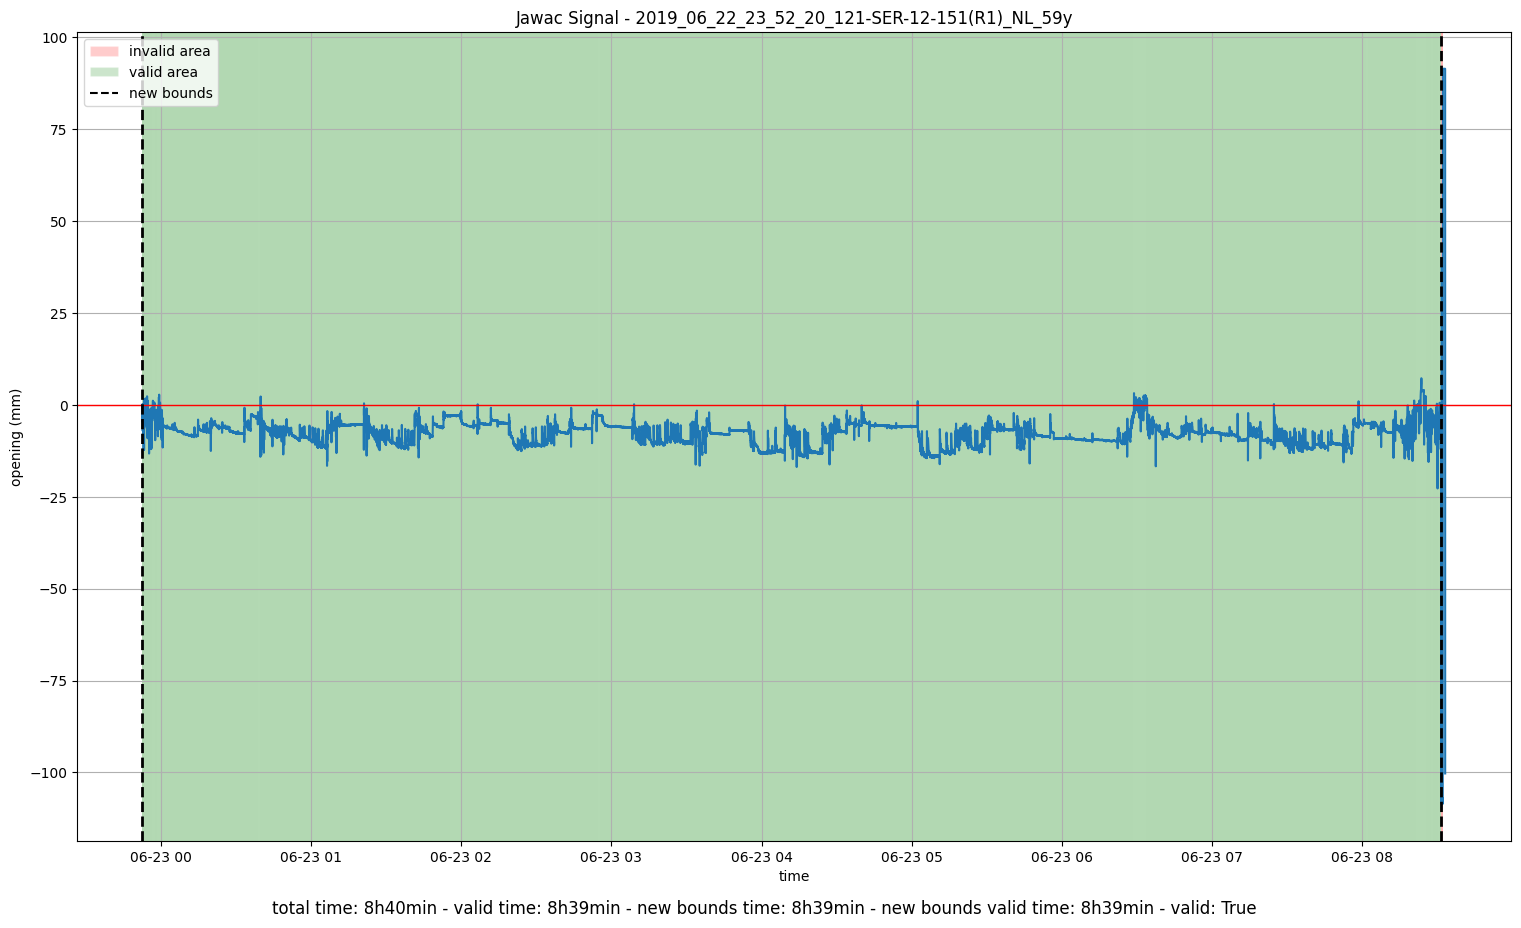 Jawac Signal - 2019_06_22_23_52_20_121-SER-12-151(R1)_NL_59y
invalid area
valid area
new bounds
100
75
50
25
0
−25
−50
−75
−100
opening (mm)
06-23 00
06-23 01
06-23 02
06-23 03
06-23 04
06-23 05
06-23 06
06-23 07
06-23 08
time
total time: 8h40min - valid time: 8h39min - new bounds time: 8h39min - new bounds valid time: 8h39min - valid: True